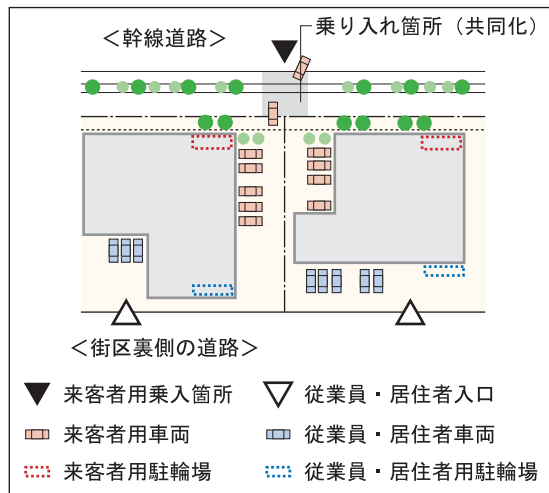 乗り入れ箇所（共同化）
＜幹線道路＞
＜街区裏側の道路＞
来客者用乗入箇所
従業員・居住者入口
来客者用車両
従業員・居住者車両
来客者用駐輪場
従業員・居住者用駐輪場